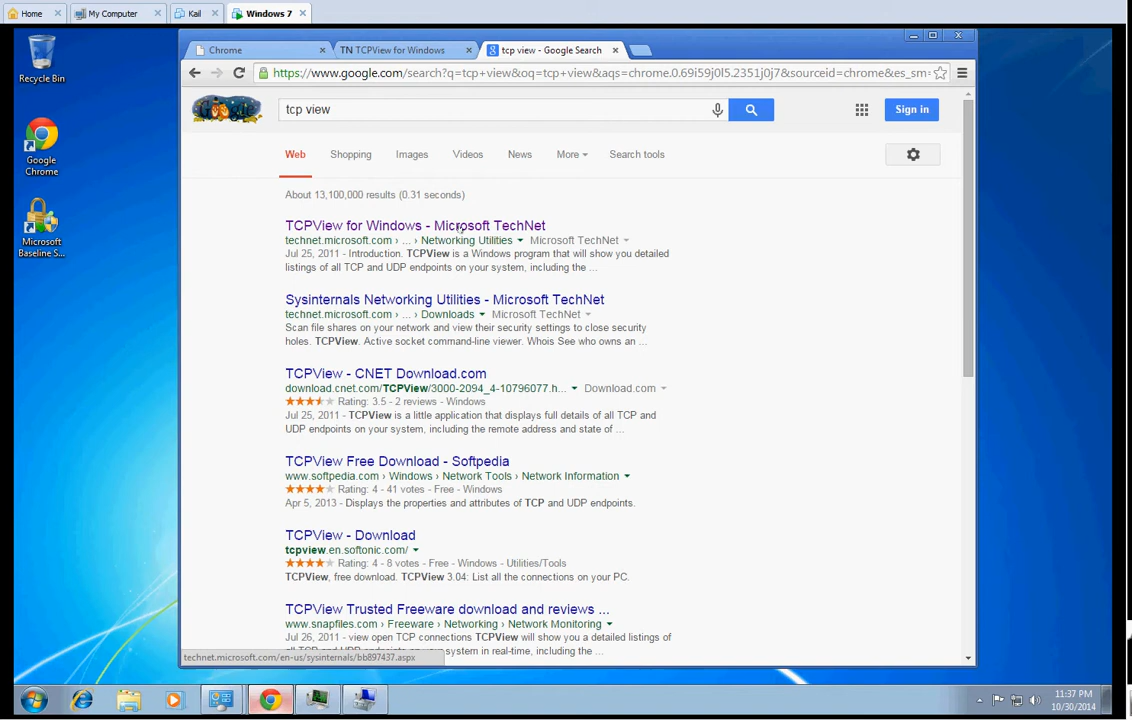 Home
My Computer
Kail
Windows 7
Recycle Bin
Google
Chrome
Microsoft
Baseline S...
Chrome
TN TCPView for Windows
tcp view - Google Search
https://www.google.com/search?q=tcp+view&oq=tcp+view&aqs=chrome.0.69i59j0l5.2351j0j7&sourceid=chrome&es_sm=
tcp view
Sign in
Web Shopping Images Videos News More Search tools
About 13,100,000 results (0.31 seconds)
TCPView for Windows - Microsoft TechNet
technet.microsoft.com › ... › Networking Utilities Microsoft TechNet
Jul 25, 2011 - Introduction. TCPView is a Windows program that will show you detailed
listings of all TCP and UDP endpoints on your system, including the ...
Sysinternals Networking Utilities - Microsoft TechNet
technet.microsoft.com › ... › Downloads Microsoft TechNet
Scan file shares on your network and view their security settings to close security
holes. TCPView. Active socket command-line viewer. Whois See who owns an ...
TCPView - CNET Download.com
download.cnet.com/TCPView/3000-2094_4-10796077.h... Download.com
Rating: 3.5 - 2 reviews - Windows
Jul 25, 2011 - TCPView is a little application that displays full details of all TCP and
UDP endpoints on your system, including the remote address and state of ...
TCPView Free Download - Softpedia
www.softpedia.com › Windows › Network Tools › Network Information
Rating: 4 - 41 votes - Free - Windows
Apr 5, 2013 - Displays the properties and attributes of TCP and UDP endpoints.
TCPView - Download
tcpview.en.softonic.com/
Rating: 4 - 8 votes - Free - Windows - Utilities/Tools
TCPView, free download. TCPView 3.04: List all the connections on your PC.
TCPView Trusted Freeware download and reviews ...
www.snapfiles.com › Freeware › Networking › Network Monitoring
Jul 26, 2011 - view open TCP connections TCPView will show you a detailed listings of
system in real-time, including the ...
technet.microsoft.com/en-us/sysinternals/bb897437.aspx
11:37 PM
10/30/2014